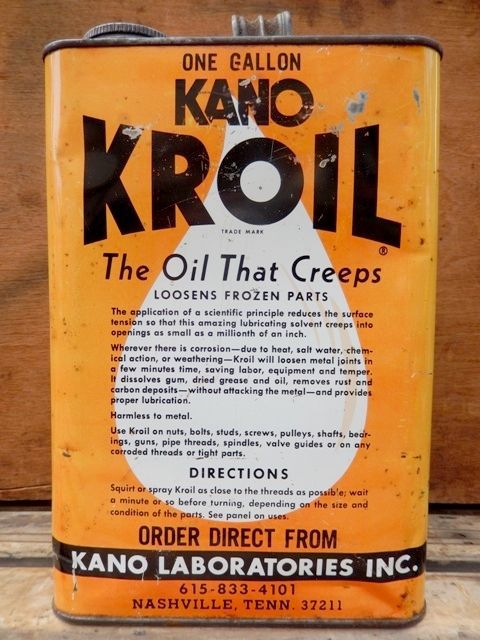 ONE GALLON
KANO
KROIL
TRADE MARK
®
The Oil That Creeps
LOOSENS FROZEN PARTS
The application of a scientific principle reduces the surface
tension so that this amazing lubricating solvent creeps into
openings as small as a millionth of an inch.
Wherever there is corrosion—due to heat, salt water, chem-
ical action, or weathering—Kroil will loosen metal joints in
a few minutes time, saving labor, equipment and temper.
It dissolves gum, dried grease and oil, removes rust and
carbon deposits—without attacking the metal—and provides
proper lubrication.
Harmless to metal.
Use Kroil on nuts, bolts, studs, screws, pulleys, shafts, bear-
ings, guns, pipe threads, spindles, valve guides or on any
corroded threads or tight parts.
DIRECTIONS
Squirt or spray Kroil as close to the threads as possible; wait
a minute or so before turning, depending on the size and
condition of the parts. See panel on uses.
ORDER DIRECT FROM
KANO LABORATORIES INC.
615-833-4101
NASHVILLE, TENN. 37211